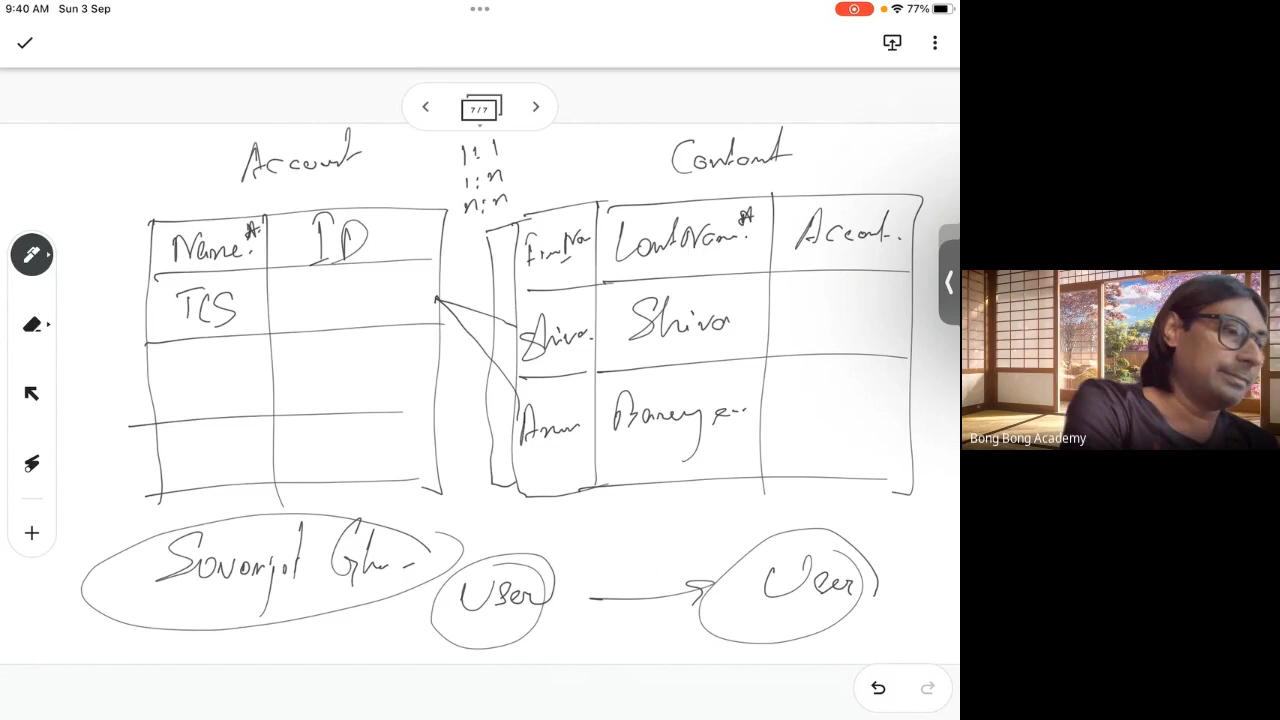 9:40 AM Sun 3 Sep
77%
7 / 7
Account
1:1
1:n
n:n
Contant
Name*
ID
LastName*
Account.
TCS
Shiva.
Shiva
User
User
Bong Bong Academy